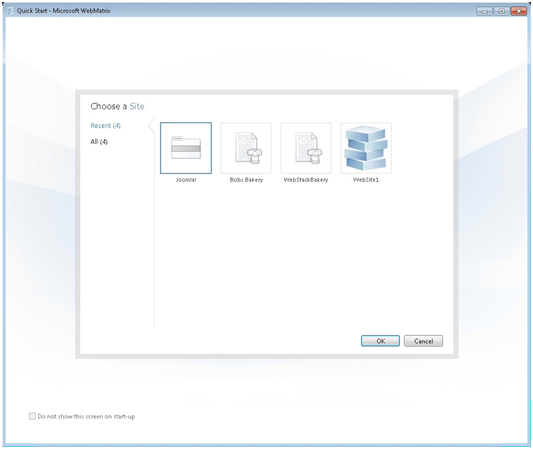 Quick Start - Microsoft WebMatrix
Choose a Site
Recent (4)
All (4)
Joomla!
Bobs Bakery
WebStackBakery
WebSite1
OK
Cancel
Do not show this screen on start-up